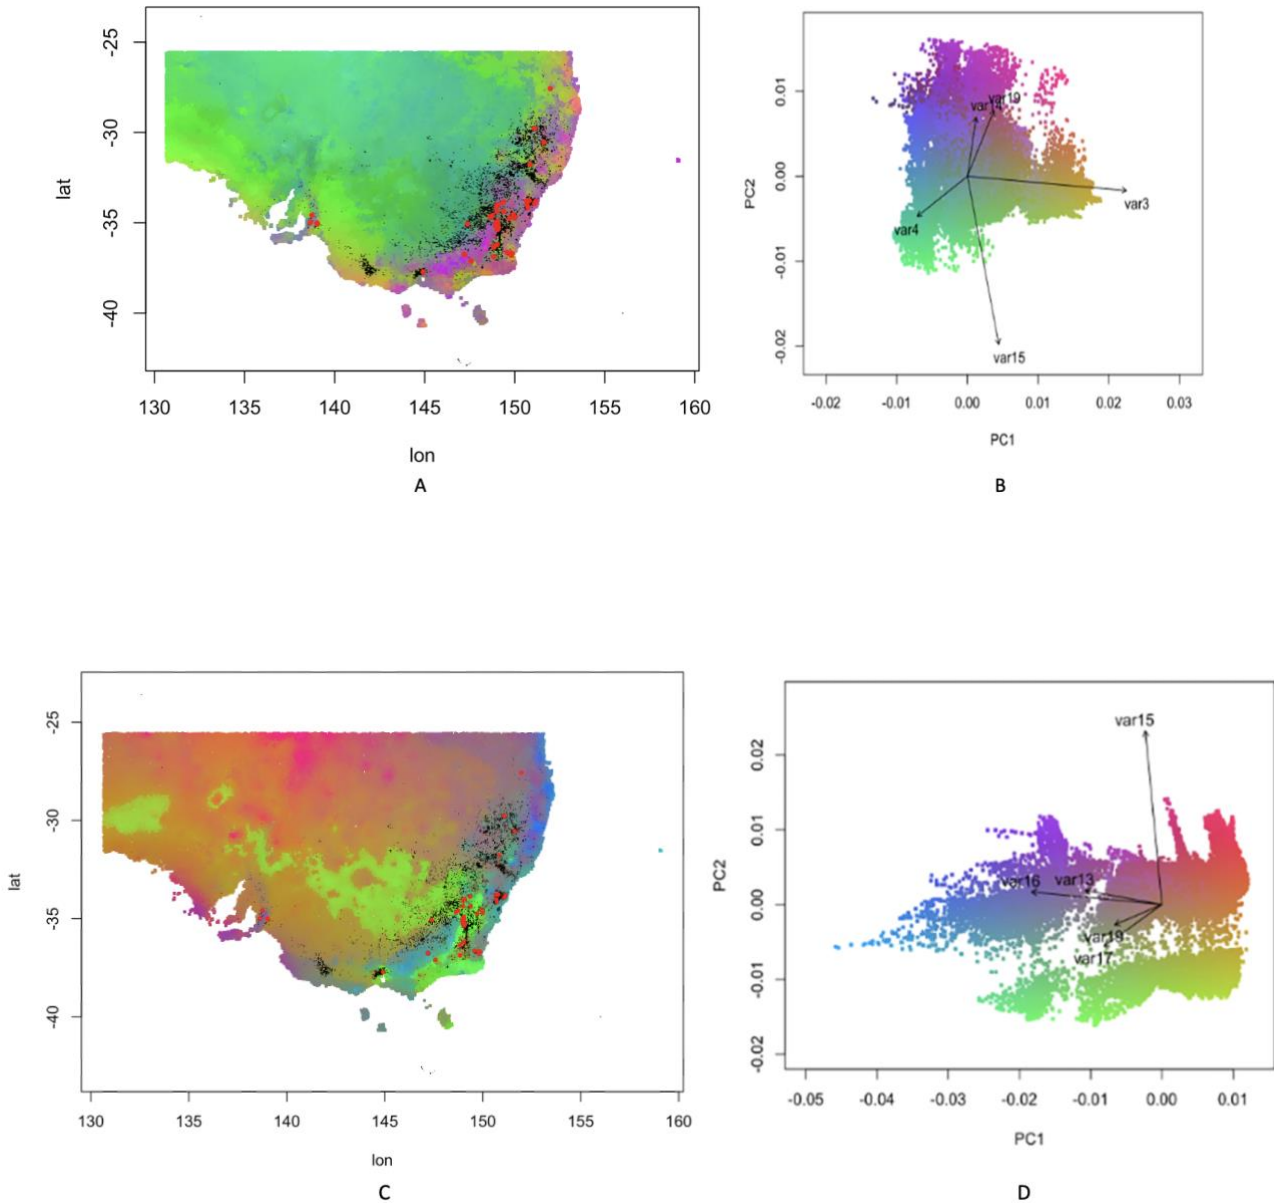 -25
-30
-35
-40
lat
130 135 140 145 150 155 160
lon
A
0.01
0.00
-0.01
-0.02
PC2
var19
var3
var4
var15
-0.02 -0.01 0.00 0.01 0.02 0.03
PC1
B
-25
-30
-35
-40
lat
130 135 140 145 150 155 160
lon
C
0.02
0.01
0.00
-0.01
-0.02
PC2
var15
var16 var13
var17
-0.05 -0.04 -0.03 -0.02 -0.01 0.00 0.01
PC1
D